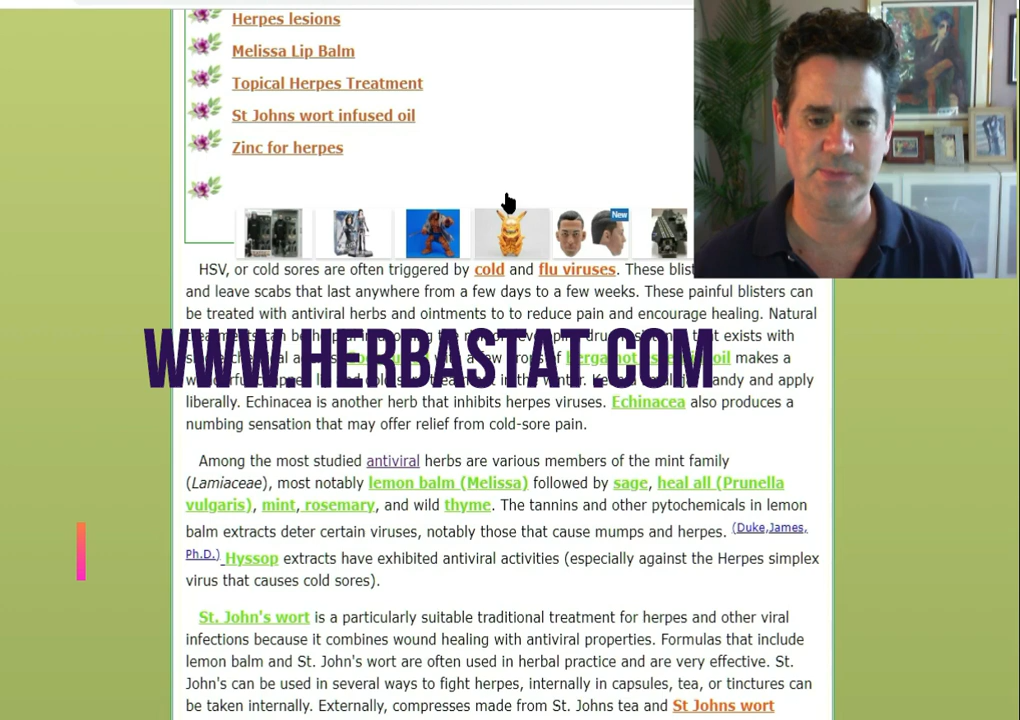 Herpes lesions
Melissa Lip Balm
Topical Herpes Treatment
St Johns wort infused oil
Zinc for herpes
New
HSV, or cold sores are often triggered by cold and flu viruses. These
and leave scabs that last anywhere from a few days to a few weeks. These painful blisters can
be treated with antiviral herbs and ointments to to reduce pain and encourage healing. Natural
that exists with
WWW.HERBASTAT.COM
makes a
and apply
liberally. Echinacea is another herb that inhibits herpes viruses. Echinacea also produces a
numbing sensation that may offer relief from cold-sore pain.
Among the most studied antiviral herbs are various members of the mint family
(Lamiaceae), most notably lemon balm (Melissa) followed by sage, heal all (Prunella
vulgaris), mint, rosemary, and wild thyme. The tannins and other pytochemicals in lemon
balm extracts deter certain viruses, notably those that cause mumps and herpes. (Duke,James,
Ph.D.) Hyssop extracts have exhibited antiviral activities (especially against the Herpes simplex
virus that causes cold sores).
St. John's wort is a particularly suitable traditional treatment for herpes and other viral
infections because it combines wound healing with antiviral properties. Formulas that include
lemon balm and St. John's wort are often used in herbal practice and are very effective. St.
John's can be used in several ways to fight herpes, internally in capsules, tea, or tinctures can
be taken internally. Externally, compresses made from St. Johns tea and St Johns wort